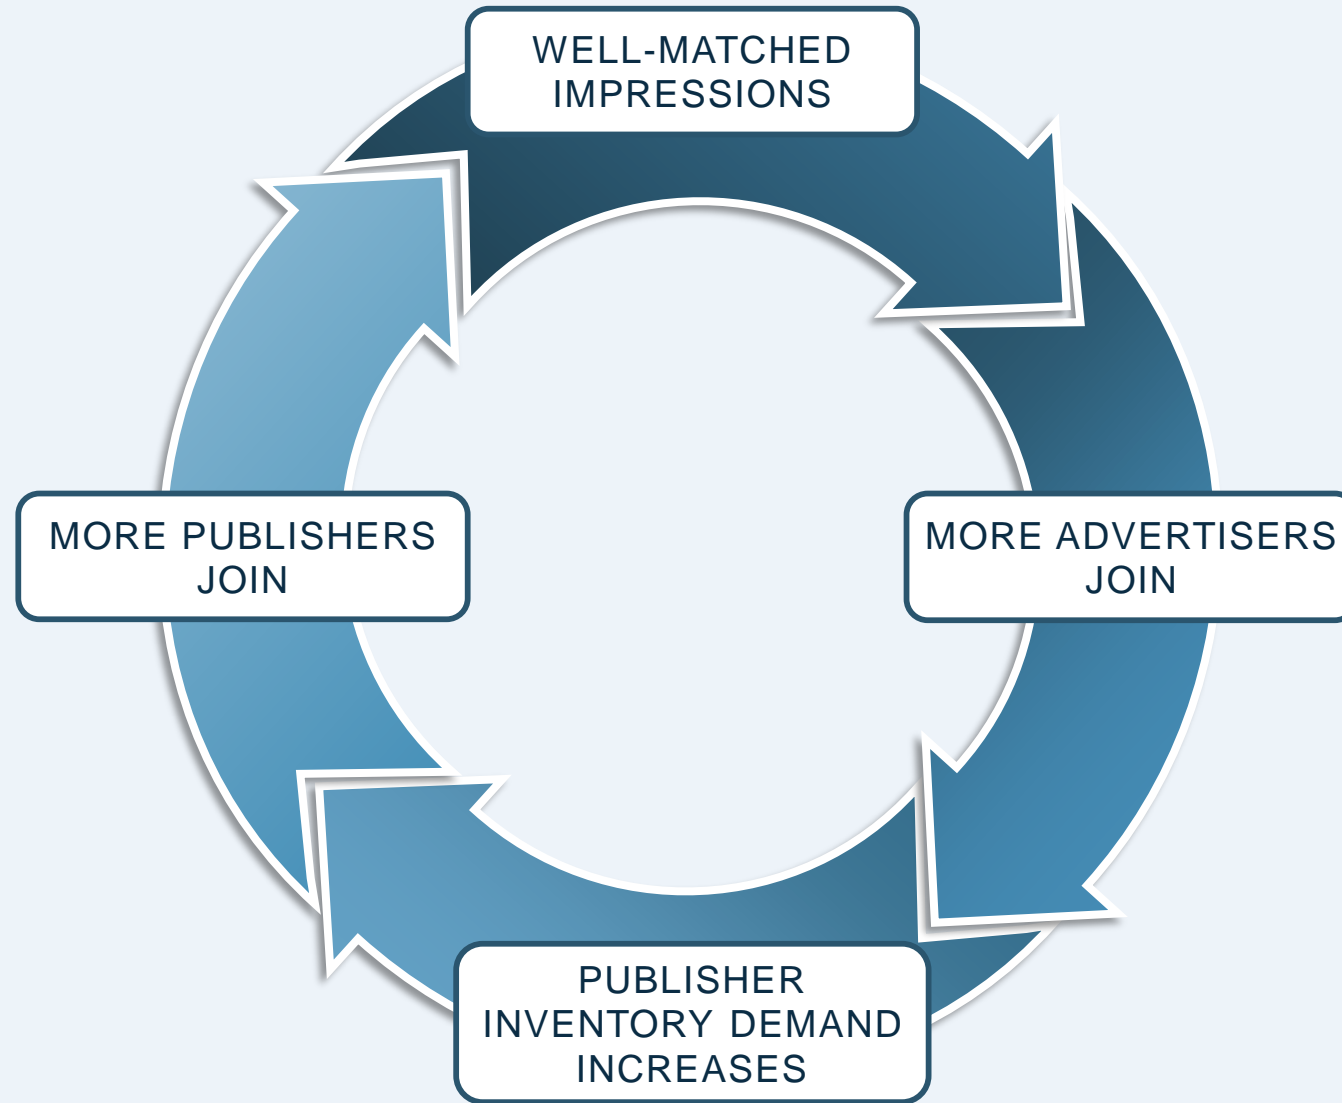 WELL-MATCHED
IMPRESSIONS
MORE PUBLISHERS
JOIN
MORE ADVERTISERS
JOIN
PUBLISHER
INVENTORY DEMAND
INCREASES